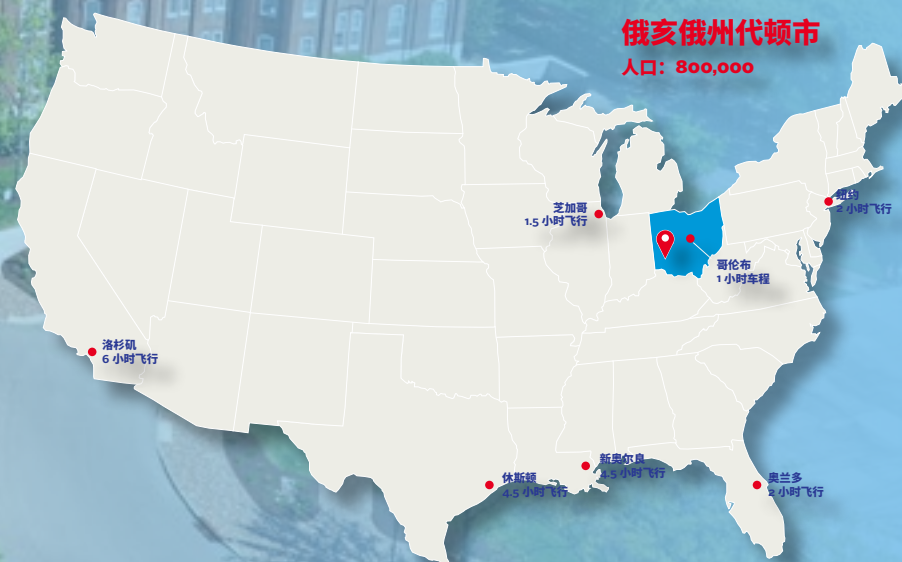 俄亥俄州代顿市
人口：800,000
纽约
2 小时飞行
芝加哥
1.5 小时飞行
哥伦布
1 小时车程
洛杉矶
6 小时飞行
新奥尔良
4.5 小时飞行
休斯顿
4.5 小时飞行
奥兰多
2 小时飞行